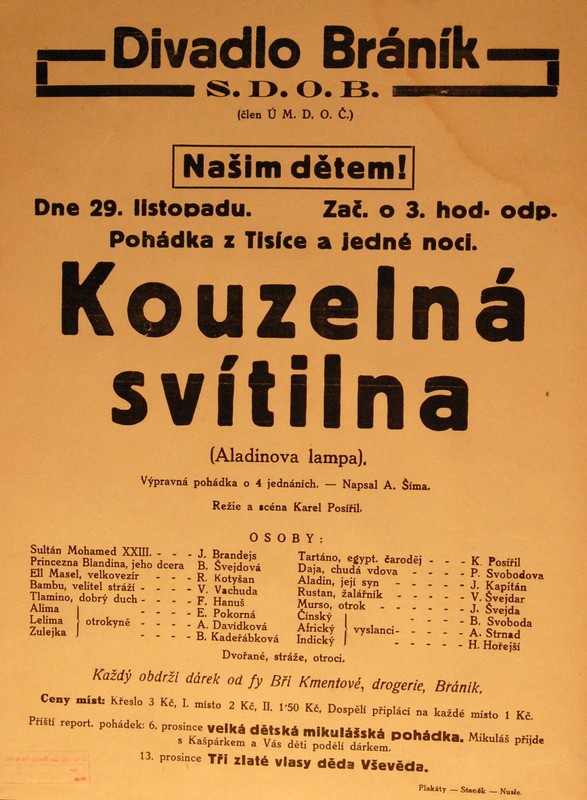 Divadlo Bráník
S. D. O. B.
(člen Ú M. D. O. Č.)
Našim dětem!
Dne 29. listopadu. Zač. o 3. hod. odp.
Pohádka z Tisíce a jedné noci.
Kouzelná
svítilna
(Aladinova lampa).
Výpravná pohádka o 4 jednáních. — Napsal A. Šíma.
Režie a scéna Karel Posířil.
OSOBY:
Sultán Mohamed XXIII. - - - J. Brandejs
Princezna Blandina, jeho dcera B. Švejdová
Ell Masel, velkovezír - - - - R. Kotyšan
Bambu, velitel stráží - - - - V. Vachuda
Tlamino, dobrý duch - - - - F. Hanuš
Alima - - - - E. Pokorná
Lelíma } otrokyně - - - - A. Davídková
Zulejka - - - - B. Kadeřábková
Tartáno, egypt. čaroděj - - - K. Posířil
Daja, chudá vdova - - - - - P. Svobodova
Aladin, její syn - - - - - J. Kapitán
Rustan, žalářník - - - - - V. Švejdar
Murso, otrok - - - - - J. Švejda
Čínský - - - - - B. Svoboda
Africký } vyslanci - - - - - A. Strnad
Indický - - - - - H. Hořejší
Dvořané, stráže, otroci.
Každý obdrží dárek od fy Bři Kmentové, drogerie, Bráník.
Ceny míst: Křeslo 3 Kč, I. místo 2 Kč, II. 1·50 Kč, Dospělí připlácí na každé místo 1 Kč.
Příští report. pohádek: 6. prosince velká dětská mikulášská pohádka. Mikuláš přijde
s Kašpárkem a Vás děti podělí dárkem.
13. prosince Tři zlaté vlasy děda Vševěda.
Plakáty — Staněk — Nusle.